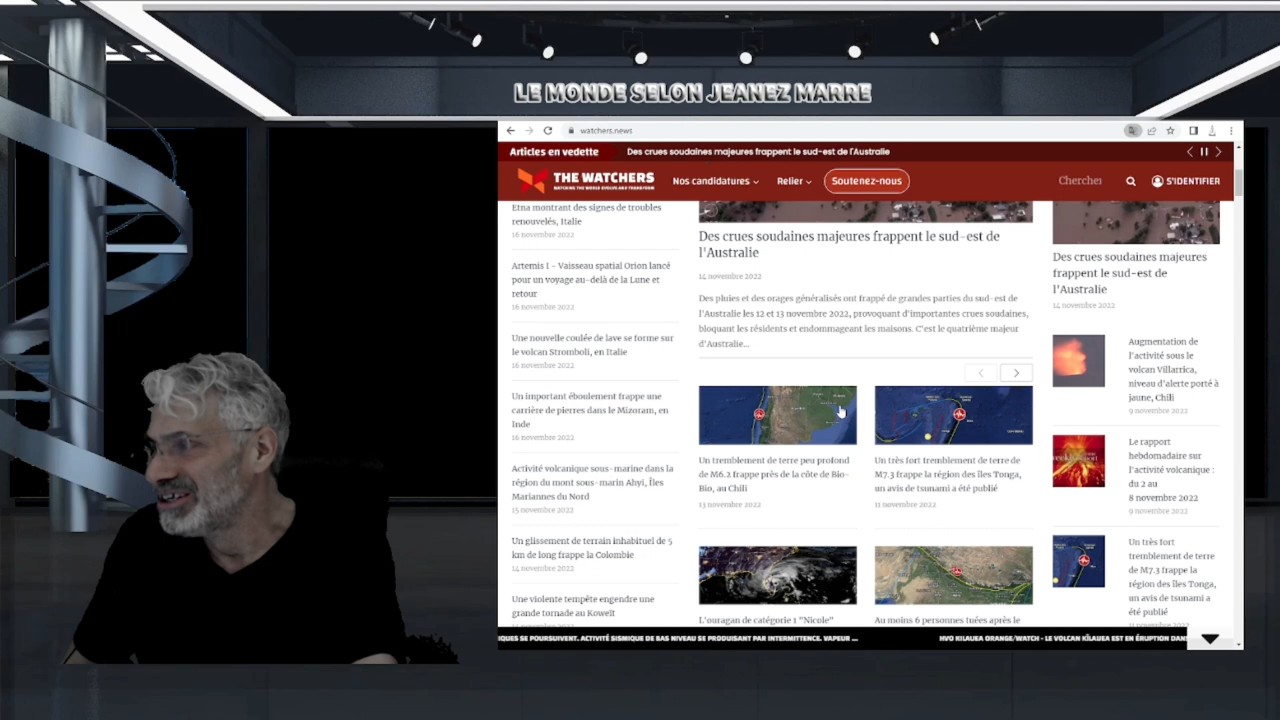 LE MONDE SELON JEANEZ MARRE
watchers.news
Articles en vedette
Des crues soudaines majeures frappent le sud-est de l'Australie
THE WATCHERS
WATCHING THE WORLD EVOLVE AND TRANSFORM
Nos candidatures
Relier
Soutenez-nous
Cherchei
S'IDENTIFIER
Etna montrant des signes de troubles
renouvelés, Italie
16 novembre 2022
Artemis I - Vaisseau spatial Orion lancé
pour un voyage au-delà de la Lune et
retour
16 novembre 2022
Une nouvelle coulée de lave se forme sur
le volcan Stromboli, en Italie
16 novembre 2022
Un important éboulement frappe une
carrière de pierres dans le Mizoram, en
Inde
16 novembre 2022
Activité volcanique sous-marine dans la
région du mont sous-marin Ahyi, Îles
Mariannes du Nord
15 novembre 2022
Un glissement de terrain inhabituel de 5
km de long frappe la Colombie
14 novembre 2022
Une violente tempête engendre une
grande tornade au Koweït
Des crues soudaines majeures frappent le sud-est de
l'Australie
14 novembre 2022
Des pluies et des orages généralisés ont frappé de grandes parties du sud-est de
l'Australie les 12 et 13 novembre 2022, provoquant d'importantes crues soudaines,
bloquant les résidents et endommageant les maisons. C'est le quatrième majeur
d'Australie...
Un tremblement de terre peu profond
de M6.2 frappe près de la côte de Bio-
Bio, au Chili
13 novembre 2022
Un très fort tremblement de terre de
M7.3 frappe la région des îles Tonga,
un avis de tsunami a été publié
11 novembre 2022
L'ouragan de catégorie 1 "Nicole"
Au moins 6 personnes tuées après le
Des crues soudaines majeures
frappent le sud-est de
l'Australie
14 novembre 2022
Augmentation de
l'activité sous le
volcan Villarrica,
niveau d'alerte porté à
jaune, Chili
9 novembre 2022
Le rapport
hebdomadaire sur
l'activité volcanique :
du 2 au
8 novembre 2022
9 novembre 2022
Un très fort
tremblement de terre
de M7.3 frappe la
région des îles Tonga,
un avis de tsunami a
été publié
11 novembre 2022
IQUES SE POURSUIVENT. ACTIVITÉ SISMIQUE DE BAS NIVEAU SE PRODUISANT PAR INTERMITTENCE. VAPEUR ...
HVO KILAUEA ORANGE/WATCH - LE VOLCAN KĪLAUEA EST EN ÉRUPTION DANS